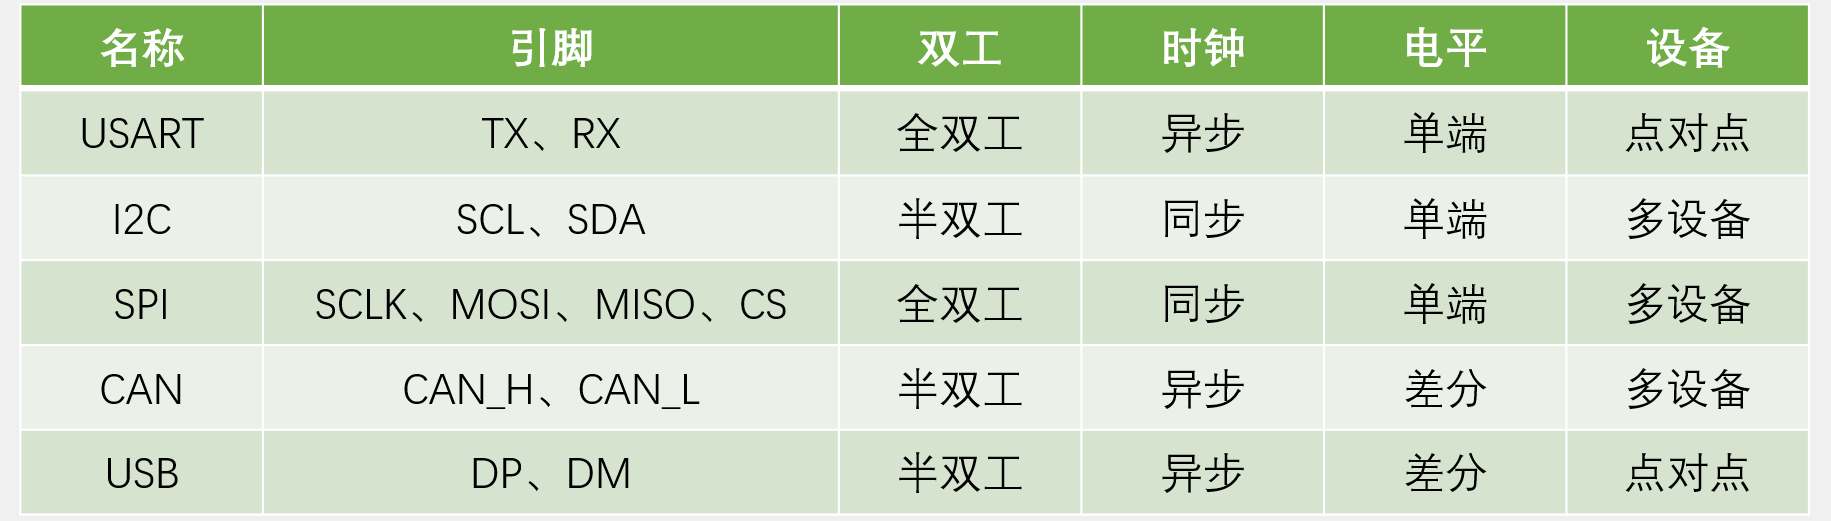 名称 引脚 双工 时钟 电平 设备
USART TX、RX 全双工 异步 单端 点对点
I2C SCL、SDA 半双工 同步 单端 多设备
SPI SCLK、MOSI、MISO、CS 全双工 同步 单端 多设备
CAN CAN_H、CAN_L 半双工 异步 差分 多设备
USB DP、DM 半双工 异步 差分 点对点